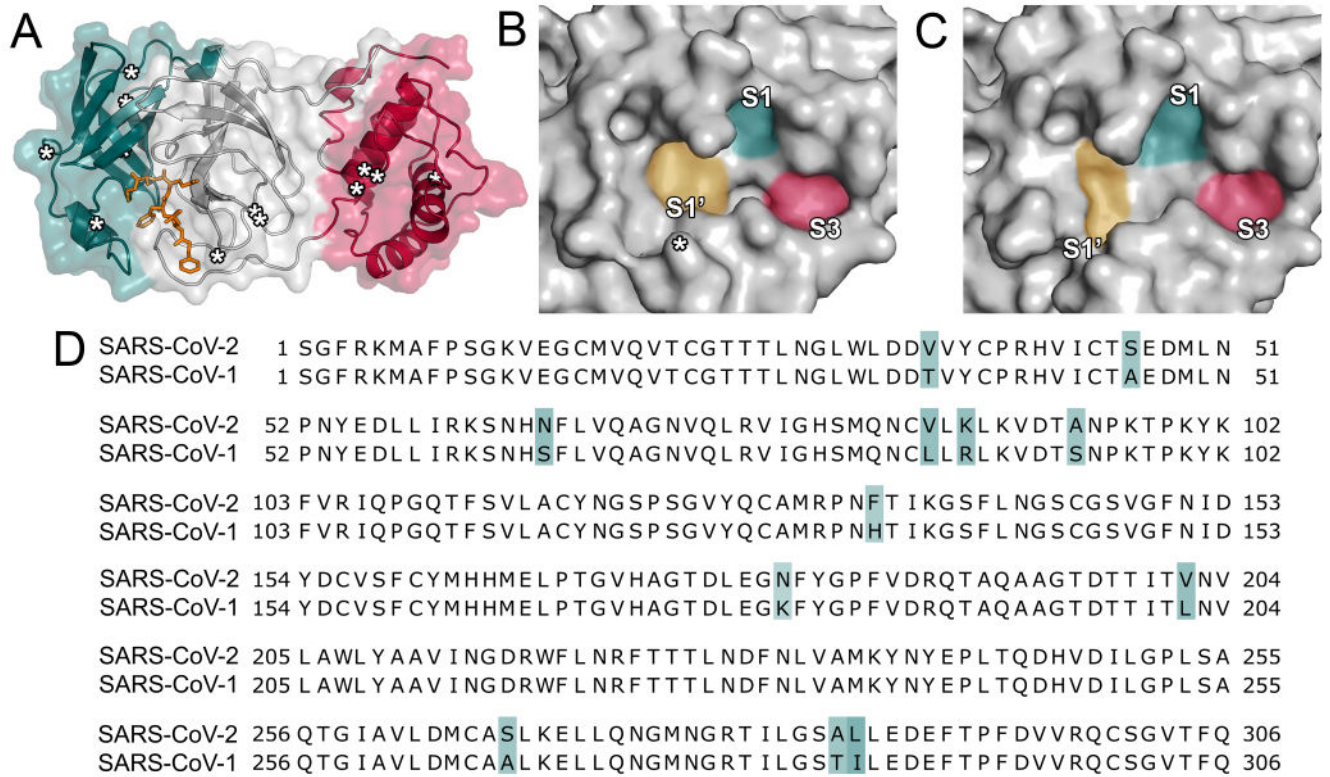 A
B
C
*
*
*
*
*
*
*
*
*
*
*
S1
S1'
S3
*
S1
S1'
S3
D
SARS-CoV-2 1 SGFRKMAFPSGKVEGCMVQVTCGTTTLNGLWLDDVVYCPRHVICTSEDMLN 51
SARS-CoV-1 1 SGFRKMAFPSGKVEGCMVQVTCGTTTLNGLWLDDTVYCPRHVICTAEDMLN 51
SARS-CoV-2 52 PNYEDLLIRKSNHNFLVQAGNVQLRVIGHSMQNCVLKLKVDTANPKTPKYK 102
SARS-CoV-1 52 PNYEDLLIRKSNHSFLVQAGNVQLRVIGHSMQNCLLRLKVDTSNPKTPKYK 102
SARS-CoV-2 103 FVRIQPGQTFSVLACYNGSPSGVYQCAMRPNFTIKGSFLNGSCGSVGFNID 153
SARS-CoV-1 103 FVRIQPGQTFSVLACYNGSPSGVYQCAMRPNHTIKGSFLNGSCGSVGFNID 153
SARS-CoV-2 154 YDCVSFCYMHHMELPTGVHAGTDLEGNFYGPFVDRQTAQAAGTDTTITVNV 204
SARS-CoV-1 154 YDCVSFCYMHHMELPTGVHAGTDLEGKFYGPFVDRQTAQAAGTDTTITLNV 204
SARS-CoV-2 205 LAWLYAAVINGDRWFLNRFTTTLNDFNLVAMKYNYEPLTQDHVDILGPLSA 255
SARS-CoV-1 205 LAWLYAAVINGDRWFLNRFTTTLNDFNLVAMKYNYEPLTQDHVDILGPLSA 255
SARS-CoV-2 256 QTGIAVLDMCASLKELLQNGMNGRTILGSALLEDEFTPFDVVRQCSGVTFQ 306
SARS-CoV-1 256 QTGIAVLDMCAALKELLQNGMNGRTILGSTILEDEFTPFDVVRQCSGVTFQ 306